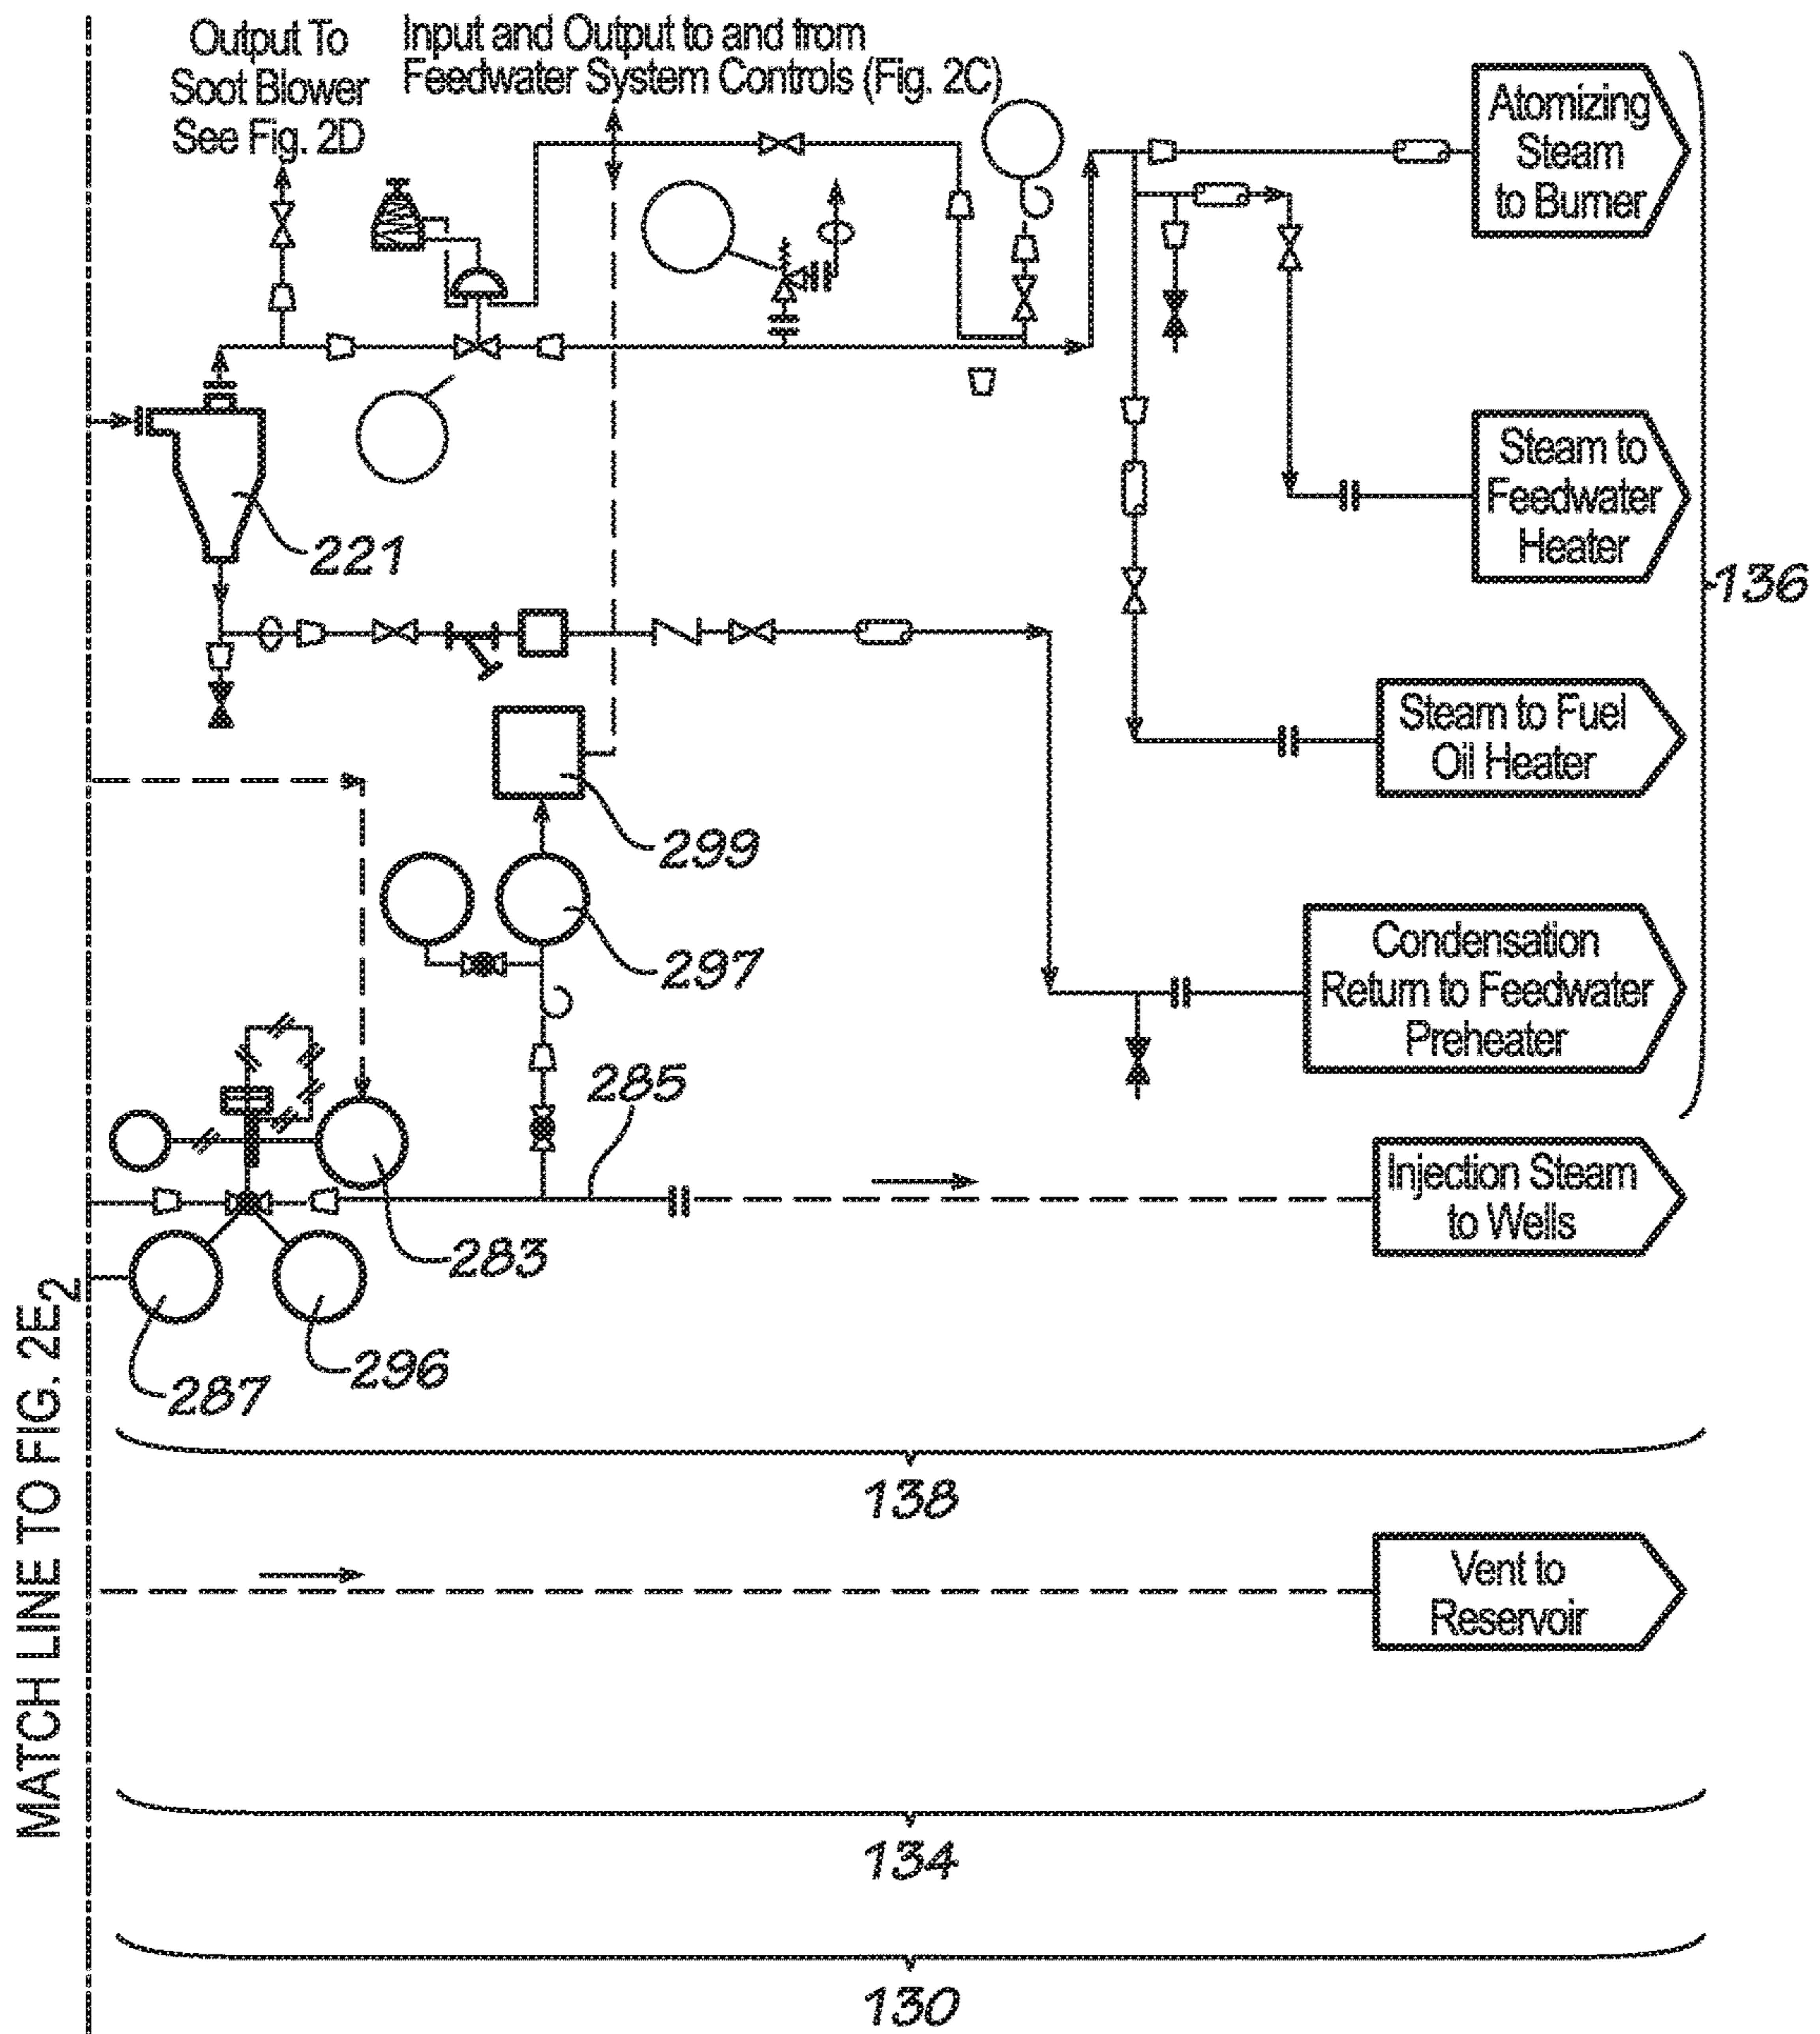 Output To
Soot Blower
See Fig. 2D
Input and Output to and from
Feedwater System Controls (Fig. 2C)
Atomizing
Steam
to Burner
Steam to
Feedwater
Heater
136
221
Steam to Fuel
Oil Heater
299
297
Condensation
Return to Feedwater
Preheater
285
Injection Steam
to Wells
283
296
287
MATCH LINE TO FIG. 2E2
138
Vent to
Reservoir
134
130